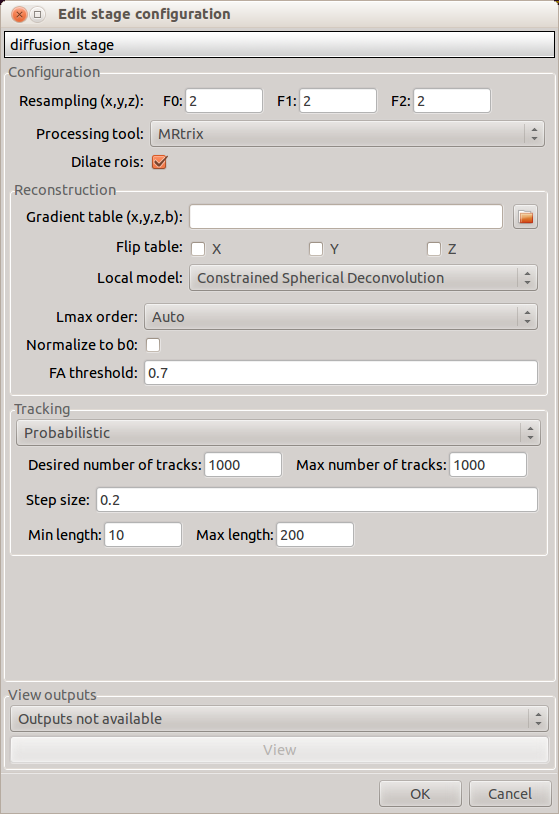 Edit stage configuration
diffusion_stage
Configuration
Resampling (x,y,z): F0: 2 F1: 2 F2: 2
Processing tool: MRtrix
Dilate rois:
Reconstruction
Gradient table (x,y,z,b):
Flip table: X Y Z
Local model: Constrained Spherical Deconvolution
Lmax order: Auto
Normalize to b0:
FA threshold: 0.7
Tracking
Probabilistic
Desired number of tracks: 1000 Max number of tracks: 1000
Step size: 0.2
Min length: 10 Max length: 200
View outputs
Outputs not available
View
OK Cancel